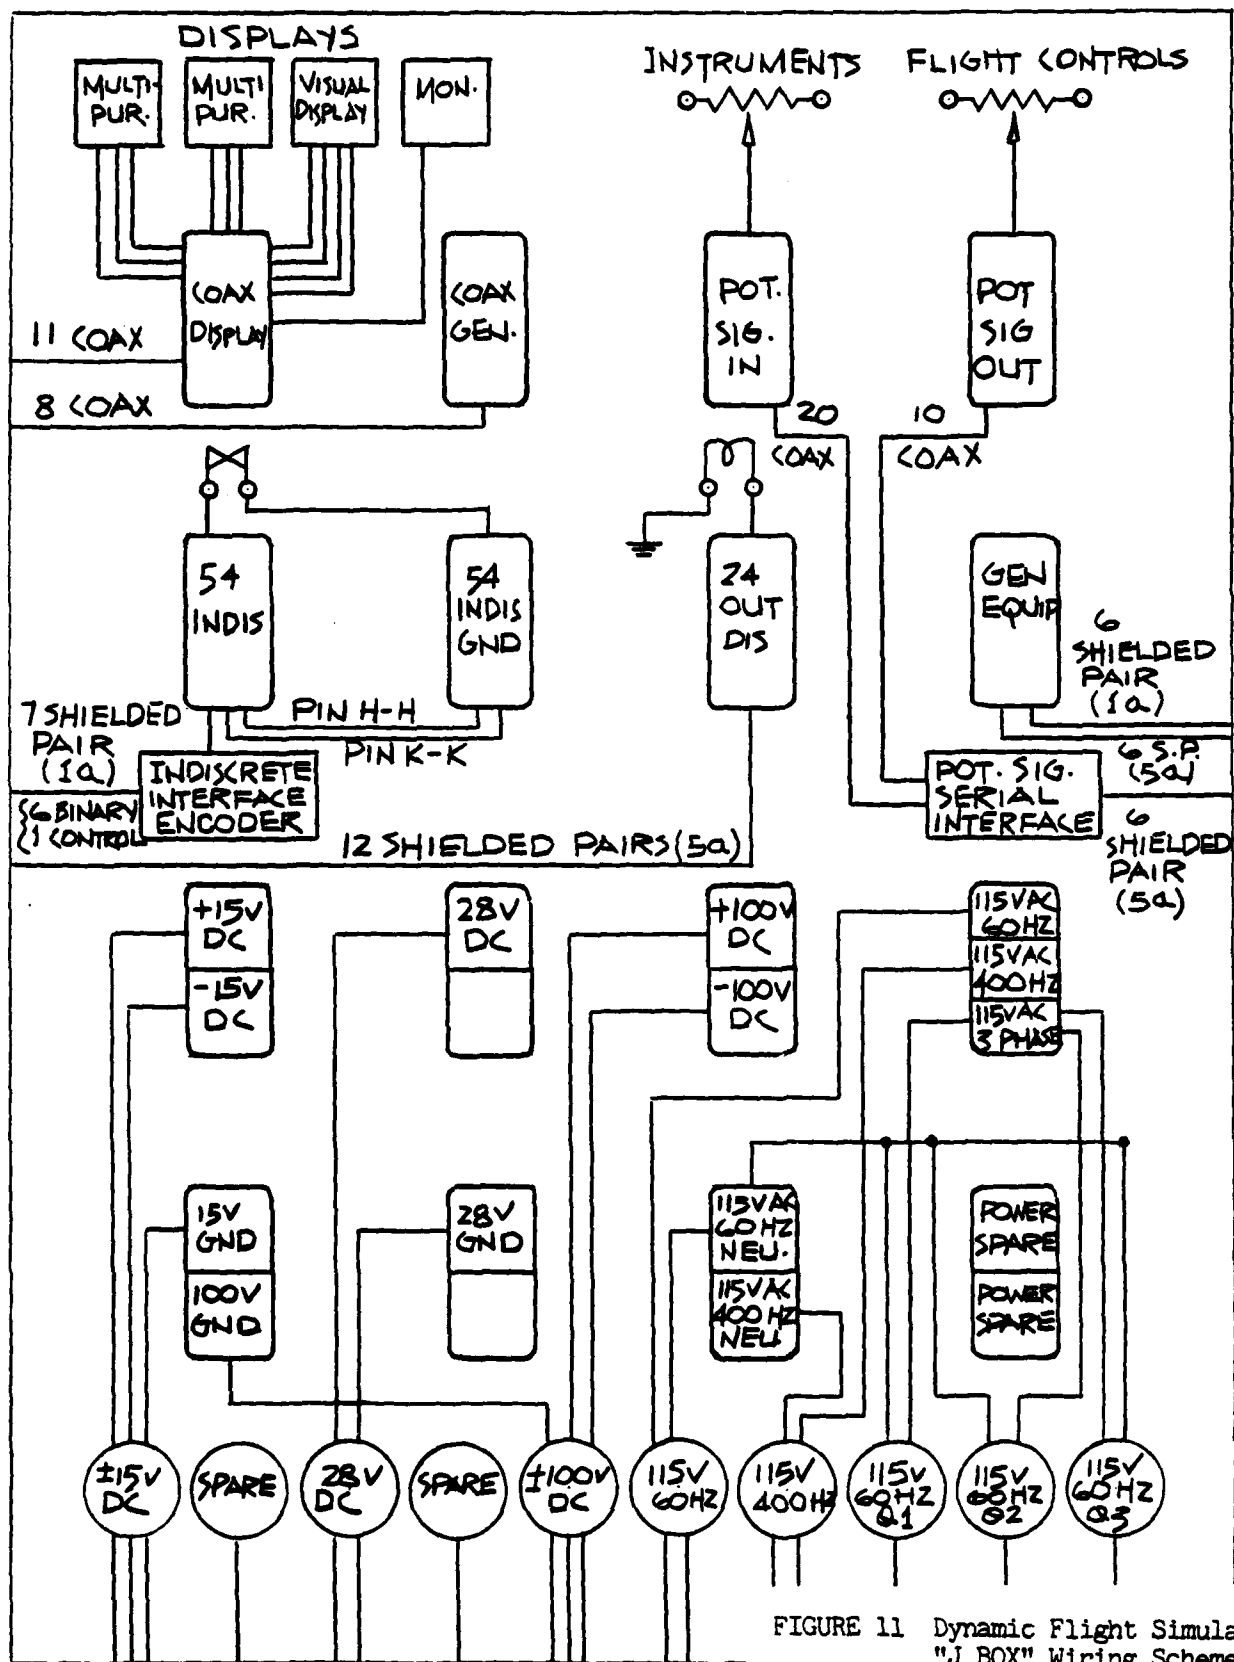 DISPLAYS
MULTI-
PUR.
MULTI
PUR.
VISUAL
DISPLAY
MON.
INSTRUMENTS
FLIGHT CONTROLS
COAX
DISPLAY
COAX
GEN.
POT.
SIG.
IN
POT
SIG
OUT
11 COAX
8 COAX
20
COAX
10
COAX
54
INDIS
54
INDIS
GND
24
OUT
DIS
GEN
EQUIP
6
SHIELDED
PAIR
(1a)
7 SHIELDED
PAIR
(1a)
PIN H-H
PIN K-K
6 S.P.
(5a)
INDISCRETE
INTERFACE
ENCODER
6 BINARY
1 CONTROL
POT. SIG.
SERIAL
INTERFACE
12 SHIELDED PAIRS (5a)
6
SHIELDED
PAIR
(5a)
+15V
DC
-15V
DC
28V
DC
+100V
DC
-100V
DC
115VAC
60HZ
115VAC
400HZ
115VAC
3 PHASE
15V
GND
100V
GND
28V
GND
115VAC
60HZ
NEU.
115VAC
400HZ
NEU.
POWER
SPARE
POWER
SPARE
±15V
DC
SPARE
28V
DC
SPARE
±100V
DC
115V
60HZ
115V
400HZ
115V
60HZ
Q1
115V
60HZ
Q2
115V
60HZ
Q3
FIGURE 11 Dynamic Flight Simula
"J BOX" Wiring Scheme